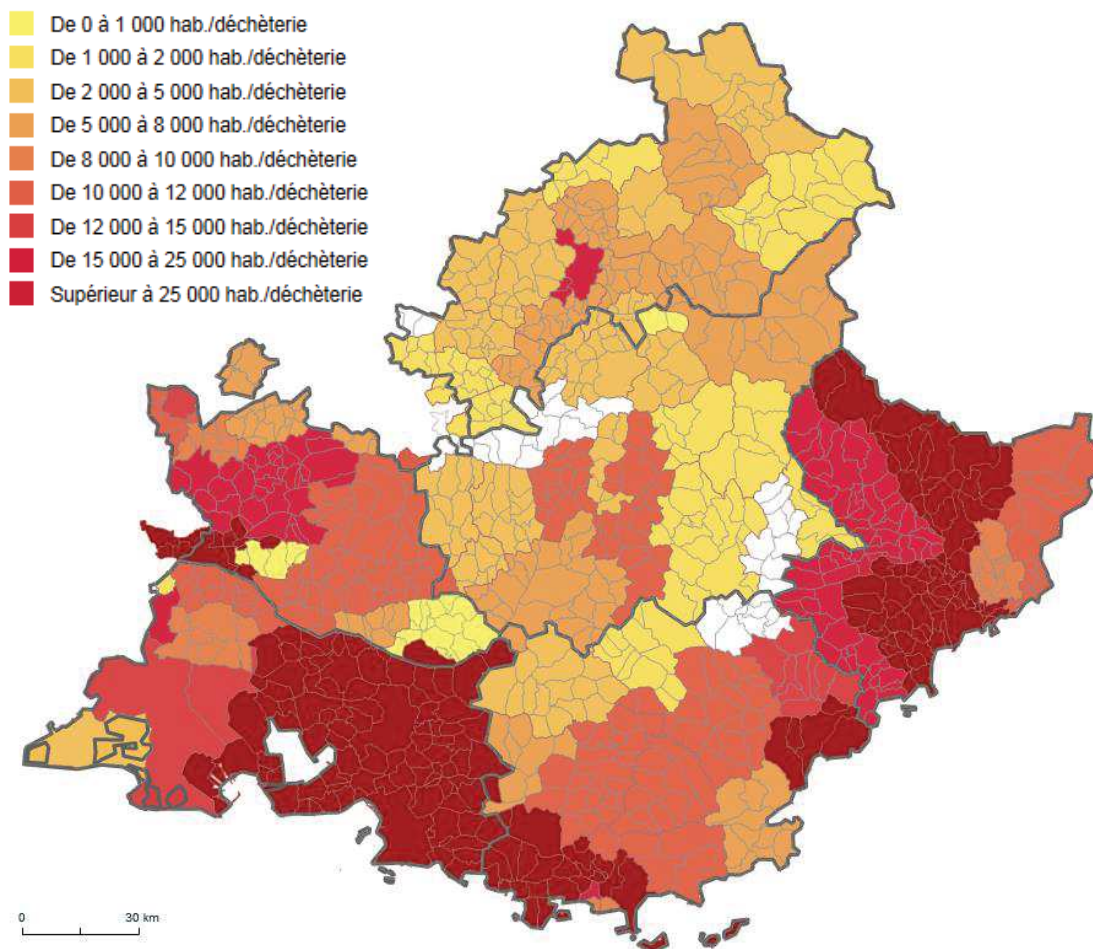 De 0 à 1 000 hab./déchèterie
De 1 000 à 2 000 hab./déchèterie
De 2 000 à 5 000 hab./déchèterie
De 5 000 à 8 000 hab./déchèterie
De 8 000 à 10 000 hab./déchèterie
De 10 000 à 12 000 hab./déchèterie
De 12 000 à 15 000 hab./déchèterie
De 15 000 à 25 000 hab./déchèterie
Supérieur à 25 000 hab./déchèterie
0 30 km